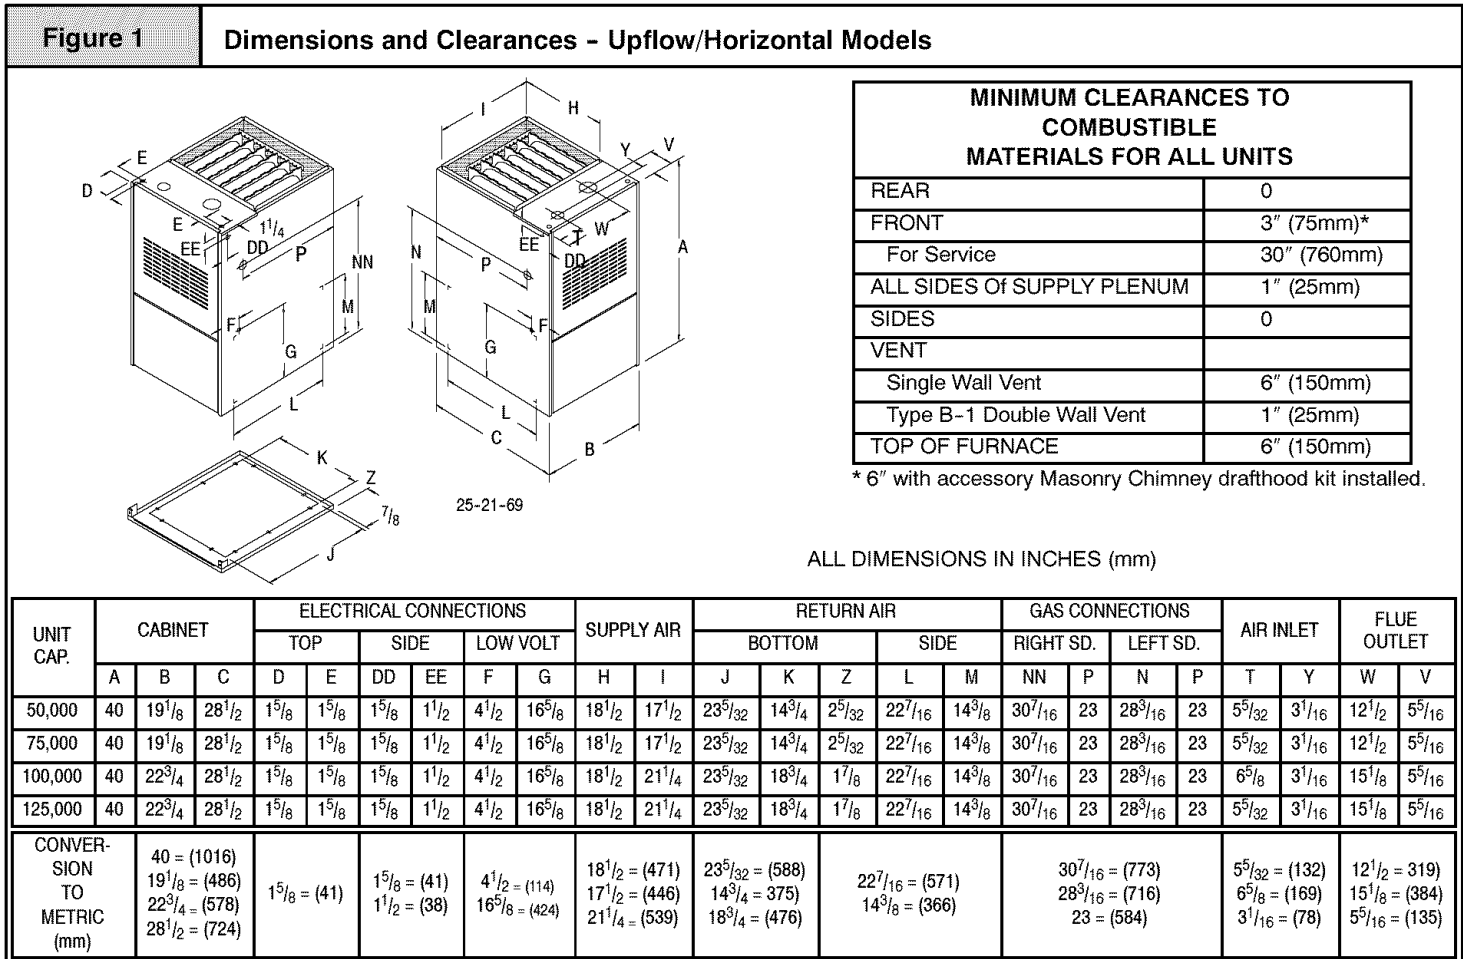 Figure 1
Dimensions and Clearances - Upflow/Horizontal Models
I H
Y V
E
D
E 1 1/4
EE DD P
NN
M
F
G
L
N P
EE T W
DD
A
M F
G
L
C B
K
Z
7/8
J
25-21-69
MINIMUM CLEARANCES TO
COMBUSTIBLE
MATERIALS FOR ALL UNITS
REAR 0
FRONT 3″ (75mm)*
For Service 30″ (760mm)
ALL SIDES Of SUPPLY PLENUM 1″ (25mm)
SIDES 0
VENT
Single Wall Vent 6″ (150mm)
Type B-1 Double Wall Vent 1″ (25mm)
TOP OF FURNACE 6″ (150mm)
* 6″ with accessory Masonry Chimney drafthood kit installed.
ALL DIMENSIONS IN INCHES (mm)
UNIT CAP. CABINET ELECTRICAL CONNECTIONS SUPPLY AIR RETURN AIR GAS CONNECTIONS AIR INLET FLUE OUTLET
TOP SIDE LOW VOLT BOTTOM SIDE RIGHT SD. LEFT SD.
A B C D E DD EE F G H I J K Z L M NN P N P T Y W V
50,000 40 19 1/8 28 1/2 1 5/8 1 5/8 1 5/8 1 1/2 4 1/2 16 5/8 18 1/2 17 1/2 23 5/32 14 3/4 2 5/32 22 7/16 14 3/8 30 7/16 23 28 3/16 23 5 5/32 3 1/16 12 1/2 5 5/16
75,000 40 19 1/8 28 1/2 1 5/8 1 5/8 1 5/8 1 1/2 4 1/2 16 5/8 18 1/2 17 1/2 23 5/32 14 3/4 2 5/32 22 7/16 14 3/8 30 7/16 23 28 3/16 23 5 5/32 3 1/16 12 1/2 5 5/16
100,000 40 22 3/4 28 1/2 1 5/8 1 5/8 1 5/8 1 1/2 4 1/2 16 5/8 18 1/2 21 1/4 23 5/32 18 3/4 1 7/8 22 7/16 14 3/8 30 7/16 23 28 3/16 23 6 5/8 3 1/16 15 1/8 5 5/16
125,000 40 22 3/4 28 1/2 1 5/8 1 5/8 1 5/8 1 1/2 4 1/2 16 5/8 18 1/2 21 1/4 23 5/32 18 3/4 1 7/8 22 7/16 14 3/8 30 7/16 23 28 3/16 23 5 5/32 3 1/16 15 1/8 5 5/16
CONVER-
SION
TO
METRIC
(mm)
40 = (1016)
19 1/8 = (486)
22 3/4 = (578)
28 1/2 = (724)
1 5/8 = (41)
1 5/8 = (41)
1 1/2 = (38)
4 1/2 = (114)
16 5/8 = (424)
18 1/2 = (471)
17 1/2 = (446)
21 1/4 = (539)
23 5/32 = (588)
14 3/4 = 375)
18 3/4 = (476)
22 7/16 = (571)
14 3/8 = (366)
30 7/16 = (773)
28 3/16 = (716)
23 = (584)
5 5/32 = (132)
6 5/8 = (169)
3 1/16 = (78)
12 1/2 = 319)
15 1/8 = (384)
5 5/16 = (135)